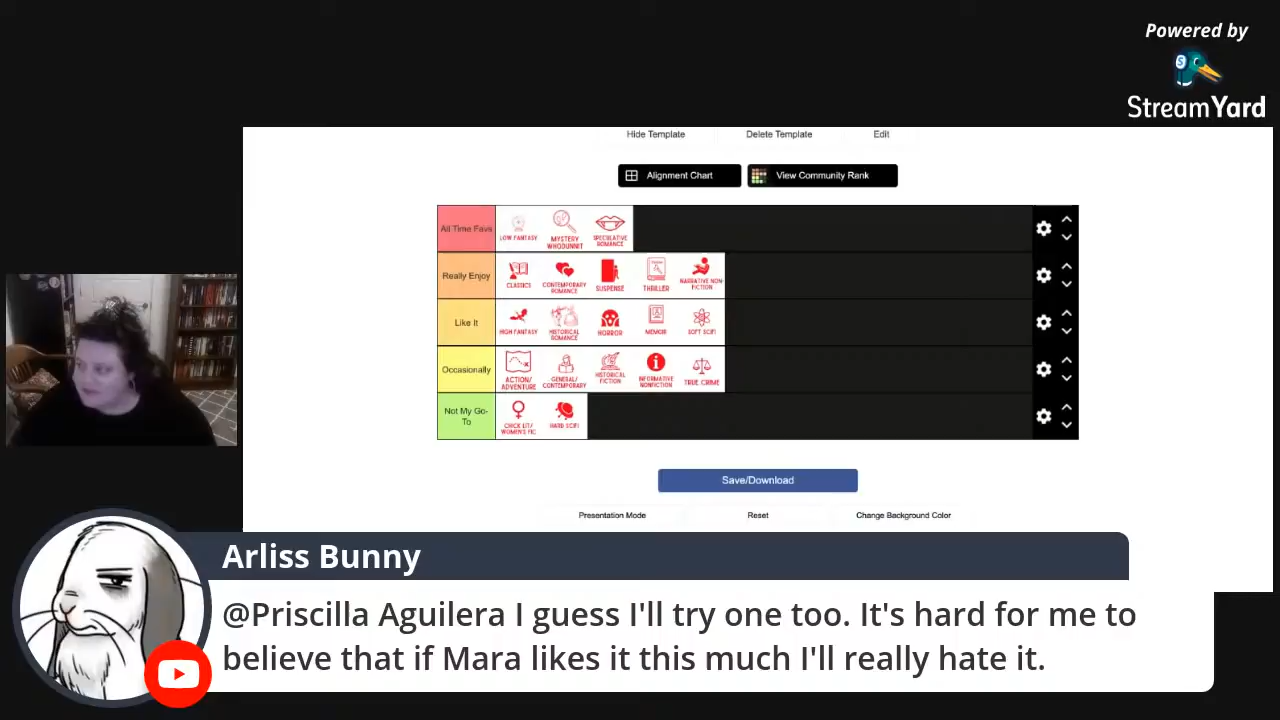 Powered by
StreamYard
Hide Template
Delete Template
Edit
Alignment Chart
View Community Rank
All Time Favs
LOW FANTASY
MYSTERY
WHODUNNIT
SPECULATIVE
ROMANCE
Really Enjoy
CLASSICS
CONTEMPORARY
ROMANCE
SUSPENSE
THRILLER
NARRATIVE NON
FICTION
Like It
HIGH FANTASY
HISTORICAL
ROMANCE
HORROR
MEMOIR
SOFT SCIFI
Occasionally
ACTION/
ADVENTURE
GENERAL/
CONTEMPORARY
HISTORICAL
FICTION
INFORMATIVE
NONFICTION
TRUE CRIME
Not My Go-
To
CHICK LIT/
WOMEN'S FIC
HARD SCIFI
Save/Download
Presentation Mode
Reset
Change Background Color
Arliss Bunny
@Priscilla Aguilera I guess I'll try one too. It's hard for me to
believe that if Mara likes it this much I'll really hate it.